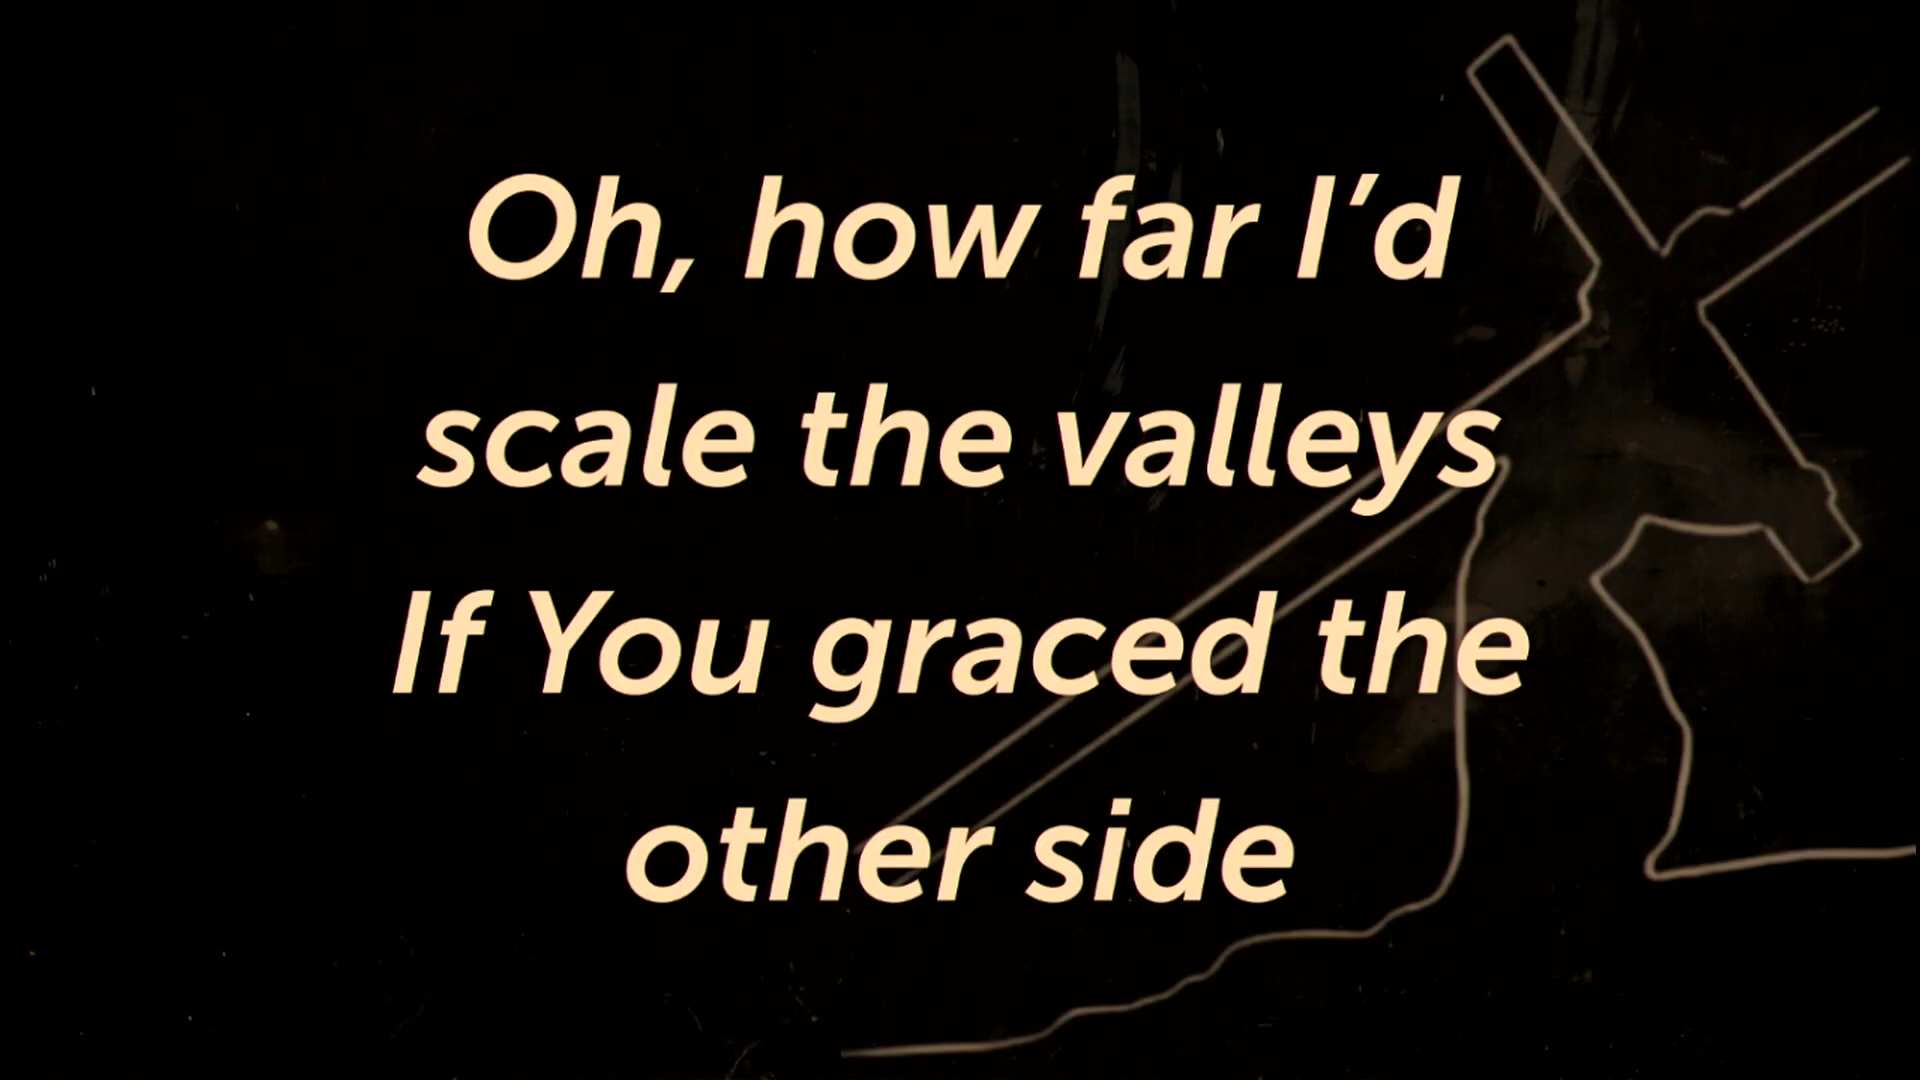 Oh, how far I’d
scale the valleys
If You graced the
other side